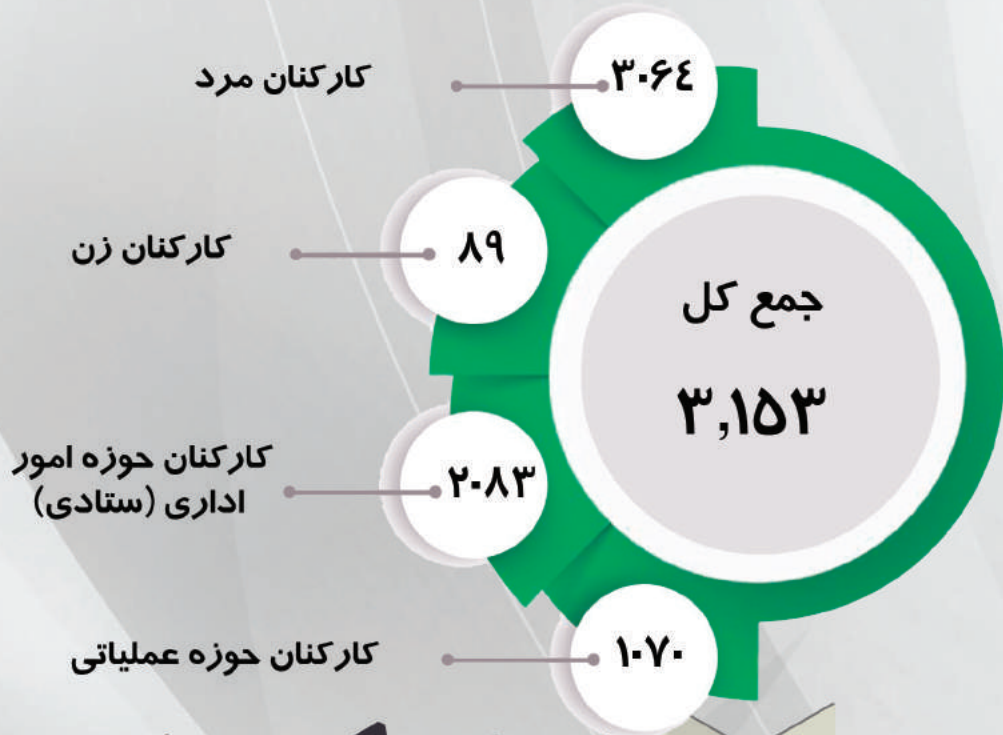 کارکنان مرد
۳۰۶۴
کارکنان زن
۸۹
جمع کل
۳,۱۵۳
کارکنان حوزه امور
اداری (ستادی)
۲۰۸۳
کارکنان حوزه عملیاتی
۱۰۷۰